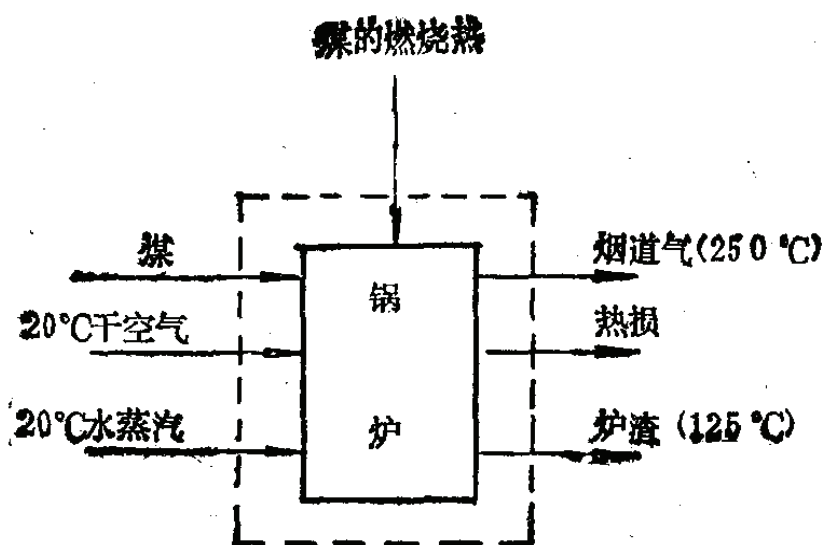 煤的燃烧热
煤
20℃干空气
20℃水蒸汽
锅
炉
烟道气(250℃)
热损
炉渣(125℃)